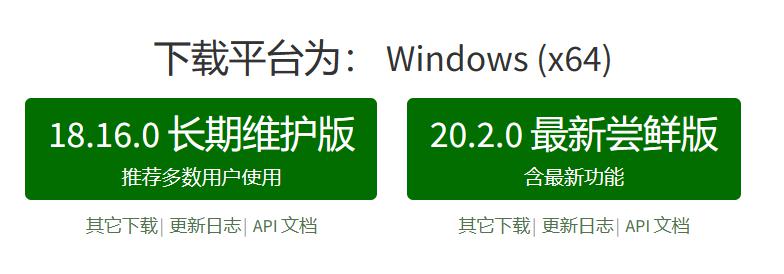 下载平台为： Windows (x64)
18.16.0 长期维护版
推荐多数用户使用
20.2.0 最新尝鲜版
含最新功能
其它下载| 更新日志| API 文档
其它下载| 更新日志| API 文档